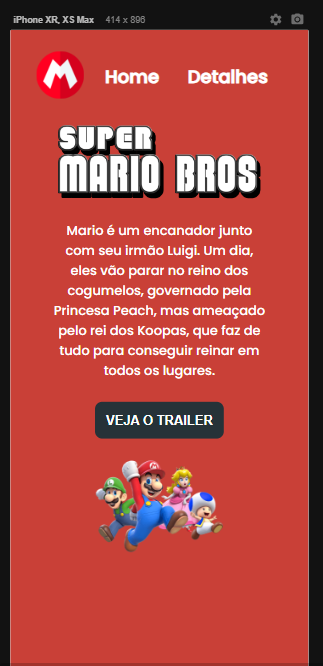 iPhone XR, XS Max 414 x 896
M
Home Detalhes
SUPER
MARIO BROS
Mario é um encanador junto
com seu irmão Luigi. Um dia,
eles vão parar no reino dos
cogumelos, governado pela
Princesa Peach, mas ameaçado
pelo rei dos Koopas, que faz de
tudo para conseguir reinar em
todos os lugares.
VEJA O TRAILER